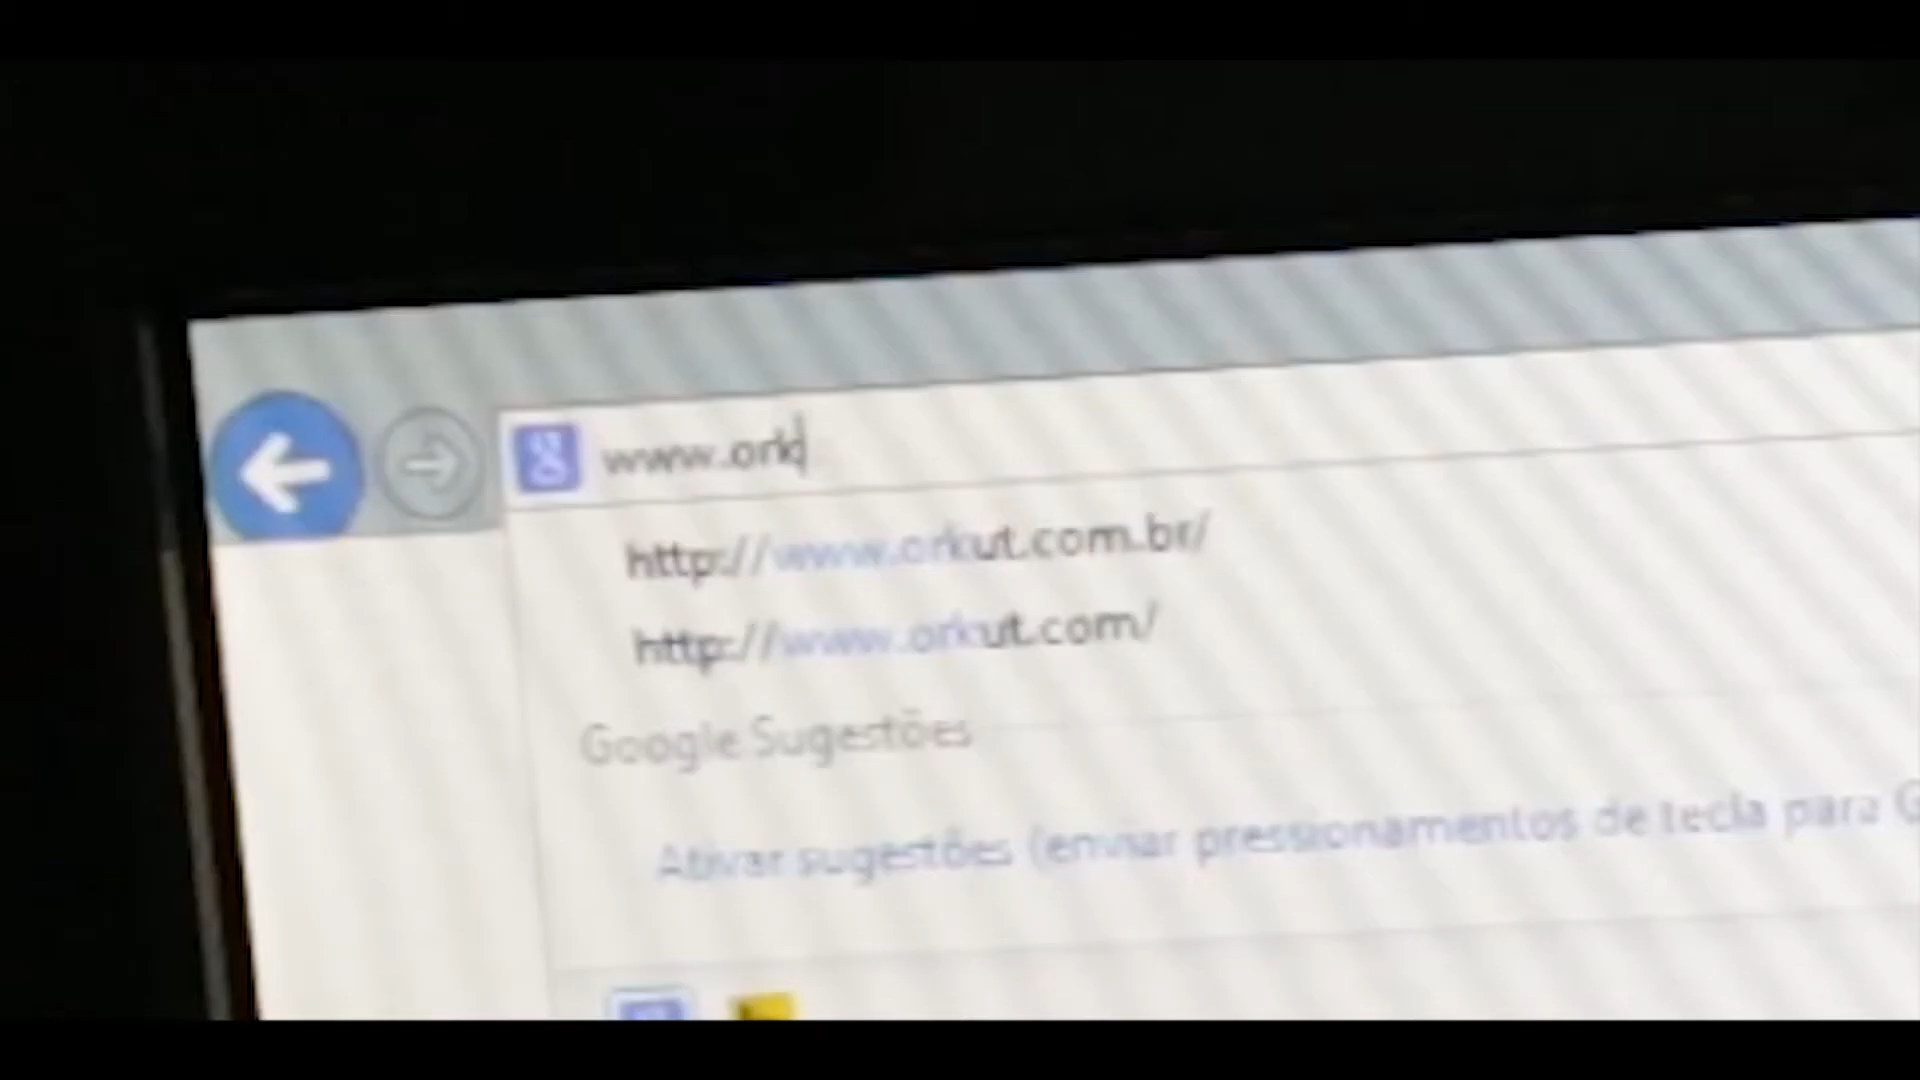 www.ork
http://www.orkut.com.br/
http://www.orkut.com/
Google Sugestões
Ativar sugestões (enviar pressionamentos de tecla para G